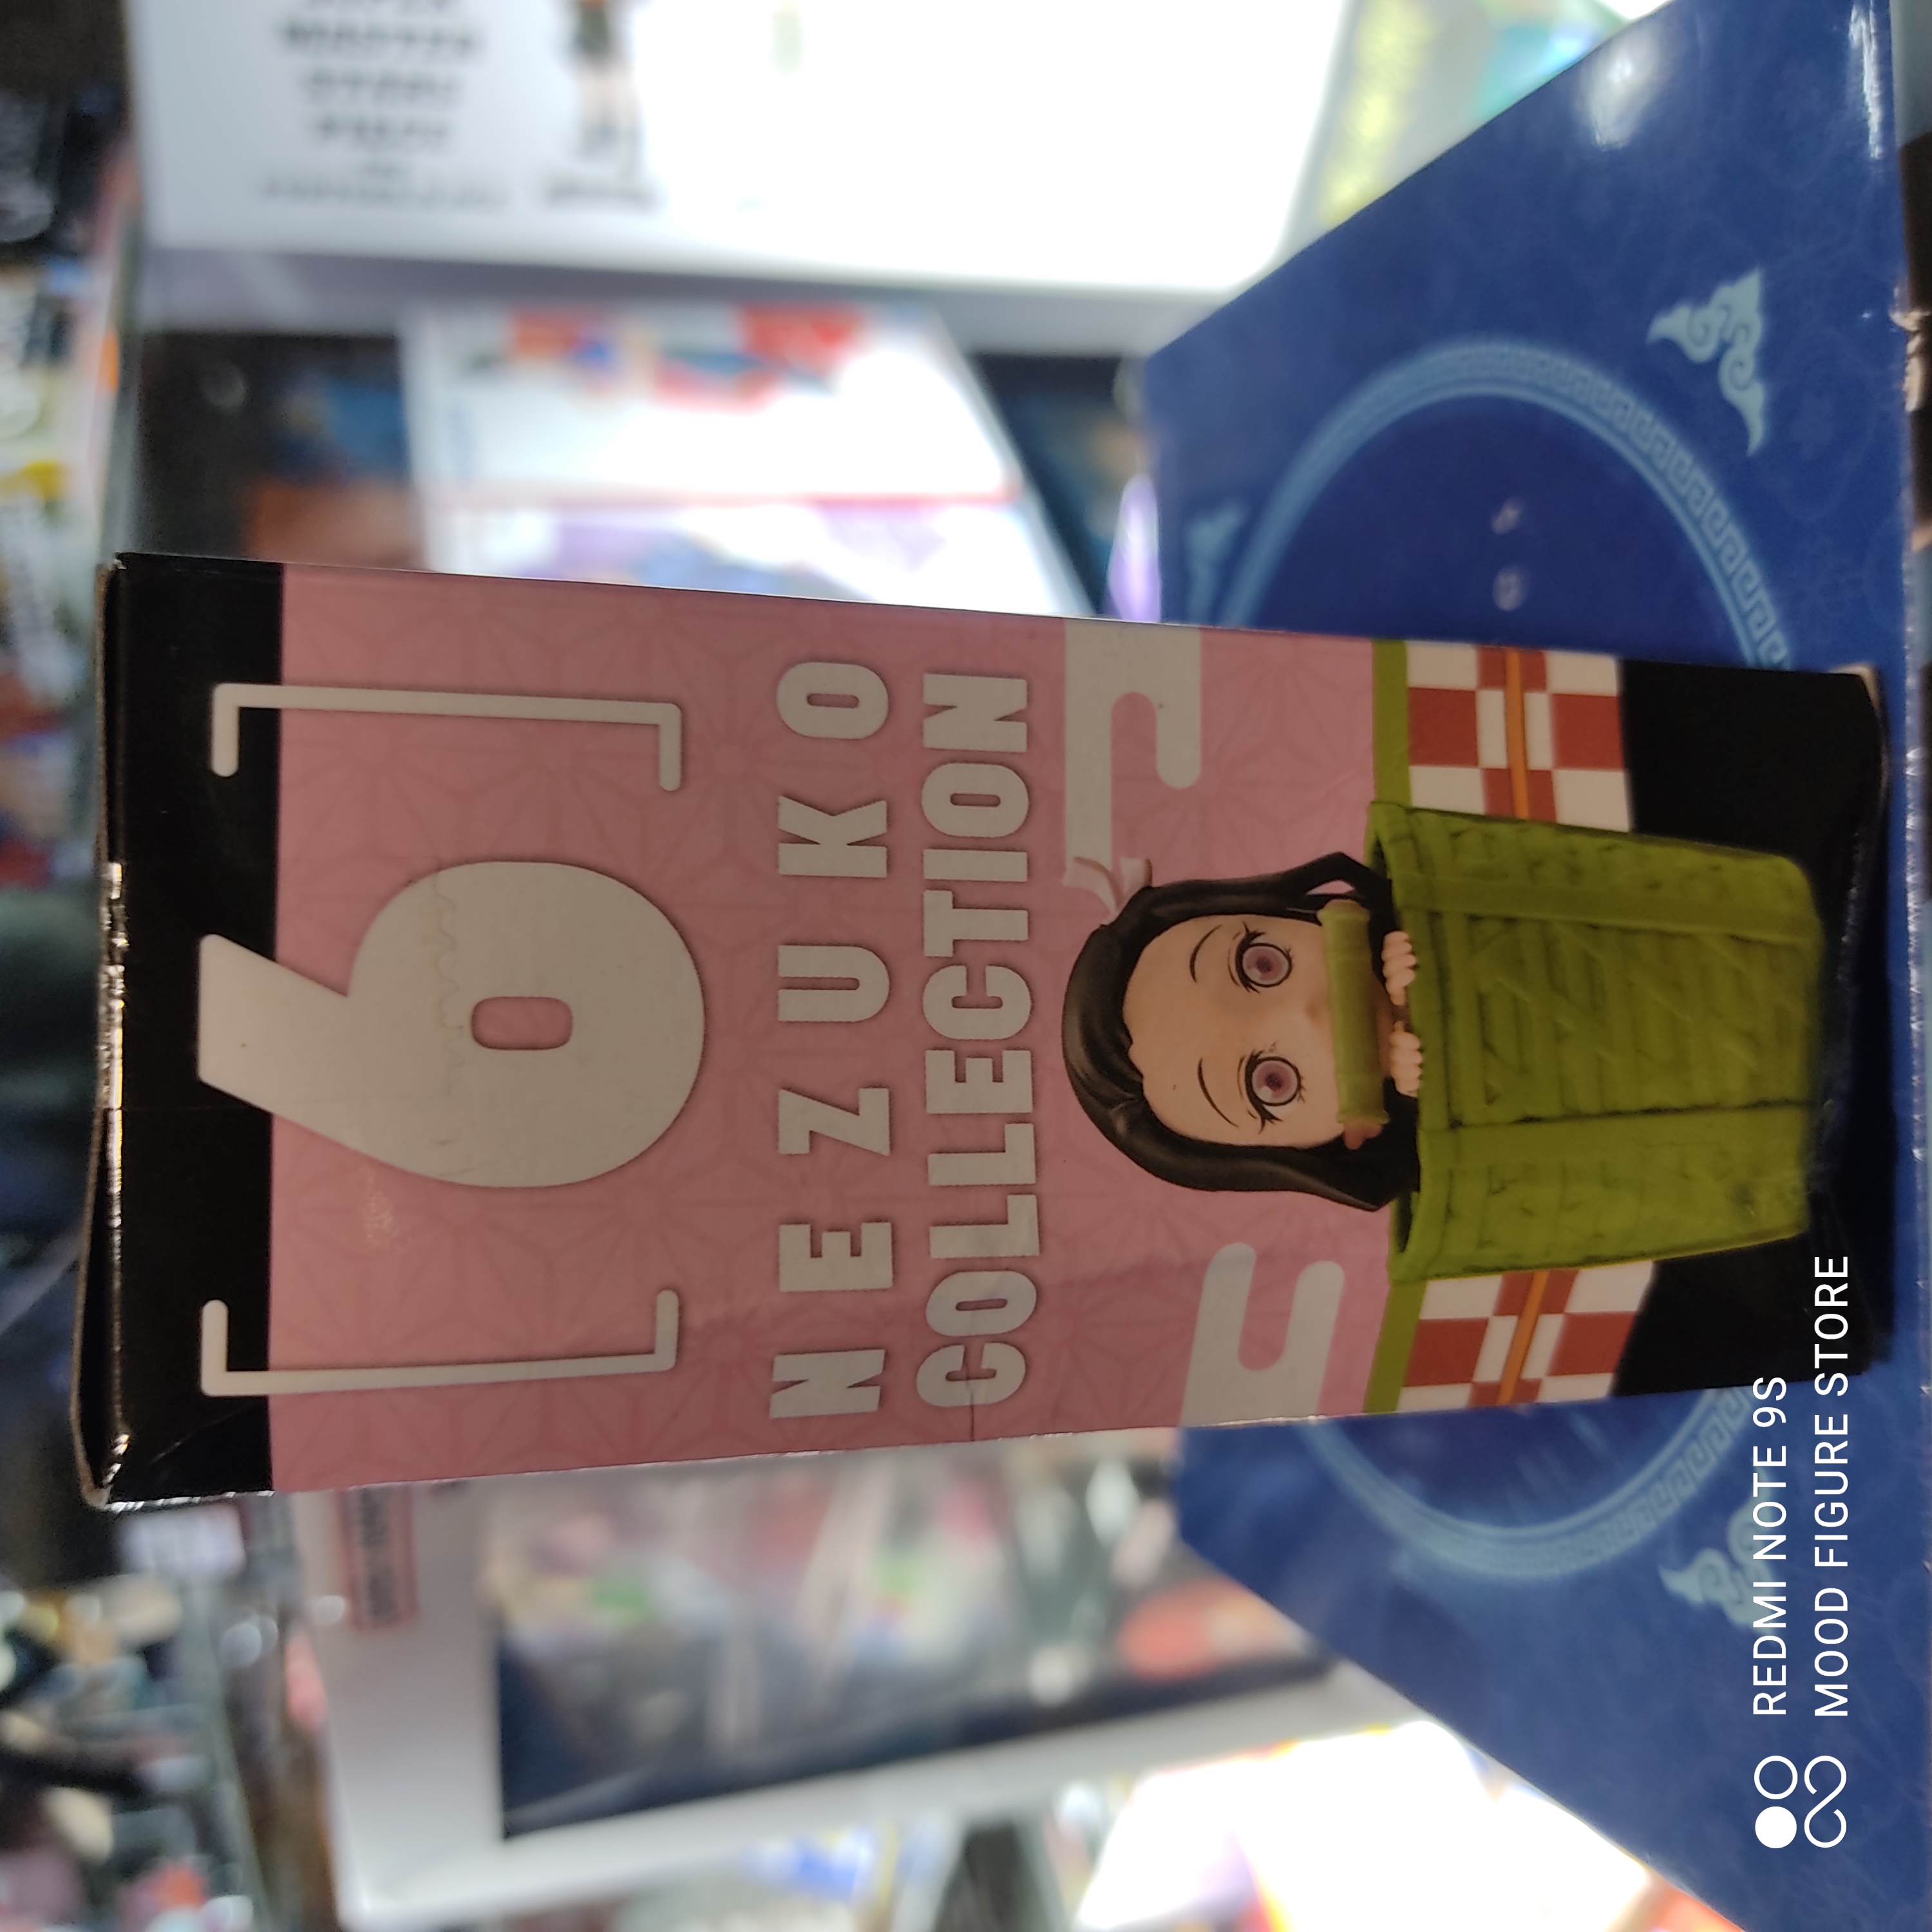 6
NEZUKO
COLLECTION
REDMI NOTE 9S
MOOD FIGURE STORE